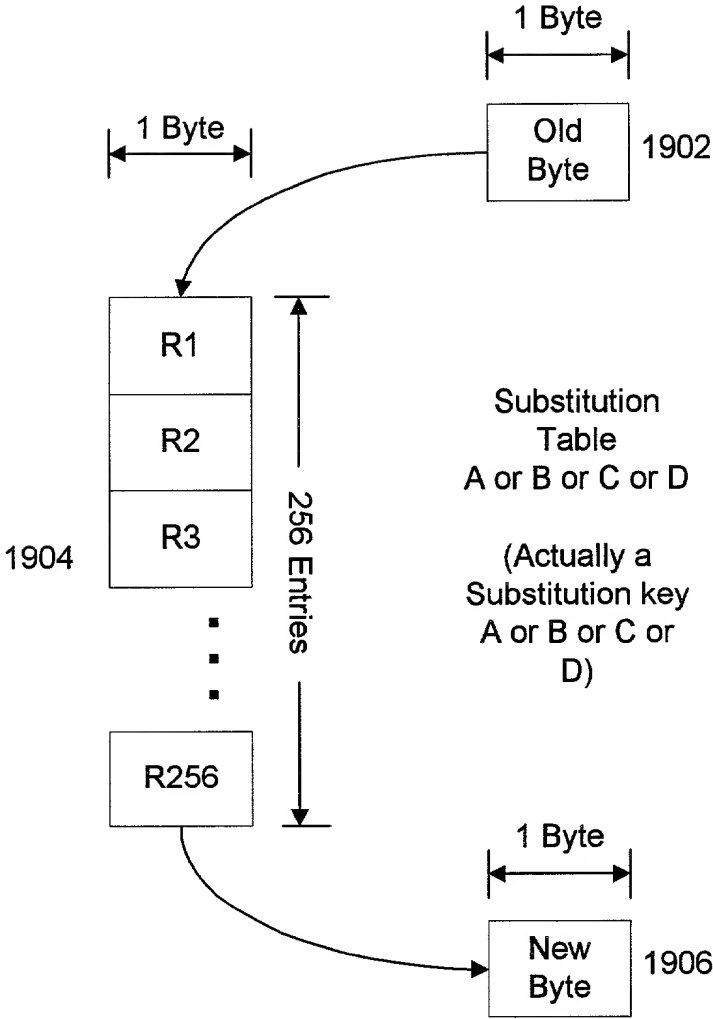 1 Byte
Old
Byte
1902
1 Byte
R1
R2
R3
1904
R256
256 Entries
Substitution
Table
A or B or C or D
(Actually a
Substitution key
A or B or C or
D)
1 Byte
New
Byte
1906